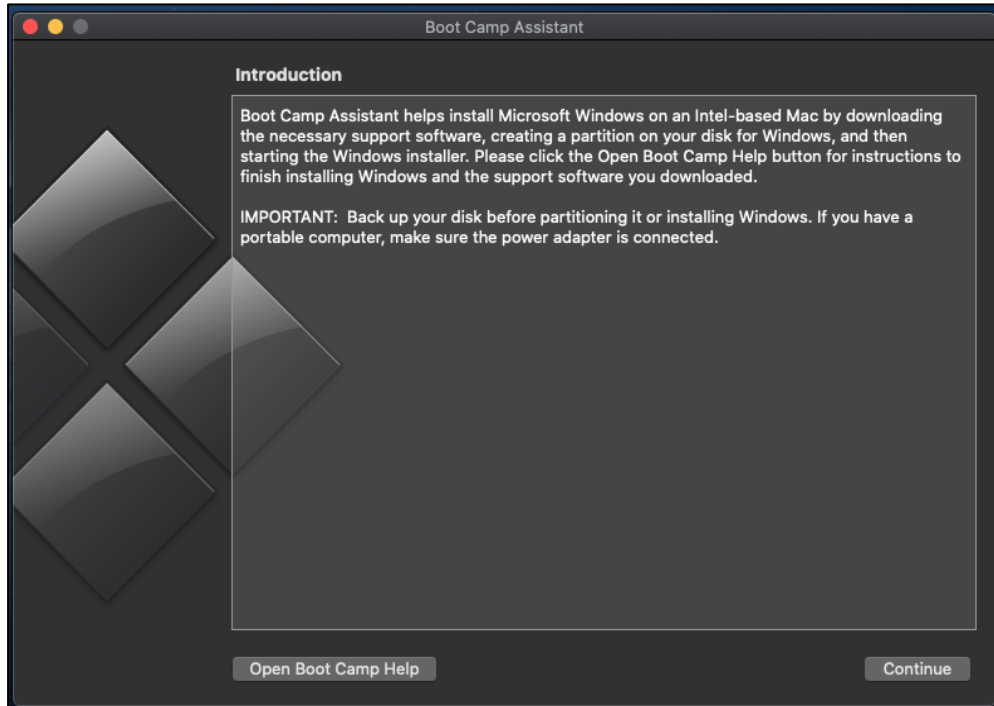 Boot Camp Assistant
Introduction
Boot Camp Assistant helps install Microsoft Windows on an Intel-based Mac by downloading
the necessary support software, creating a partition on your disk for Windows, and then
starting the Windows installer. Please click the Open Boot Camp Help button for instructions to
finish installing Windows and the support software you downloaded.
IMPORTANT:  Back up your disk before partitioning it or installing Windows. If you have a
portable computer, make sure the power adapter is connected.
Open Boot Camp Help
Continue